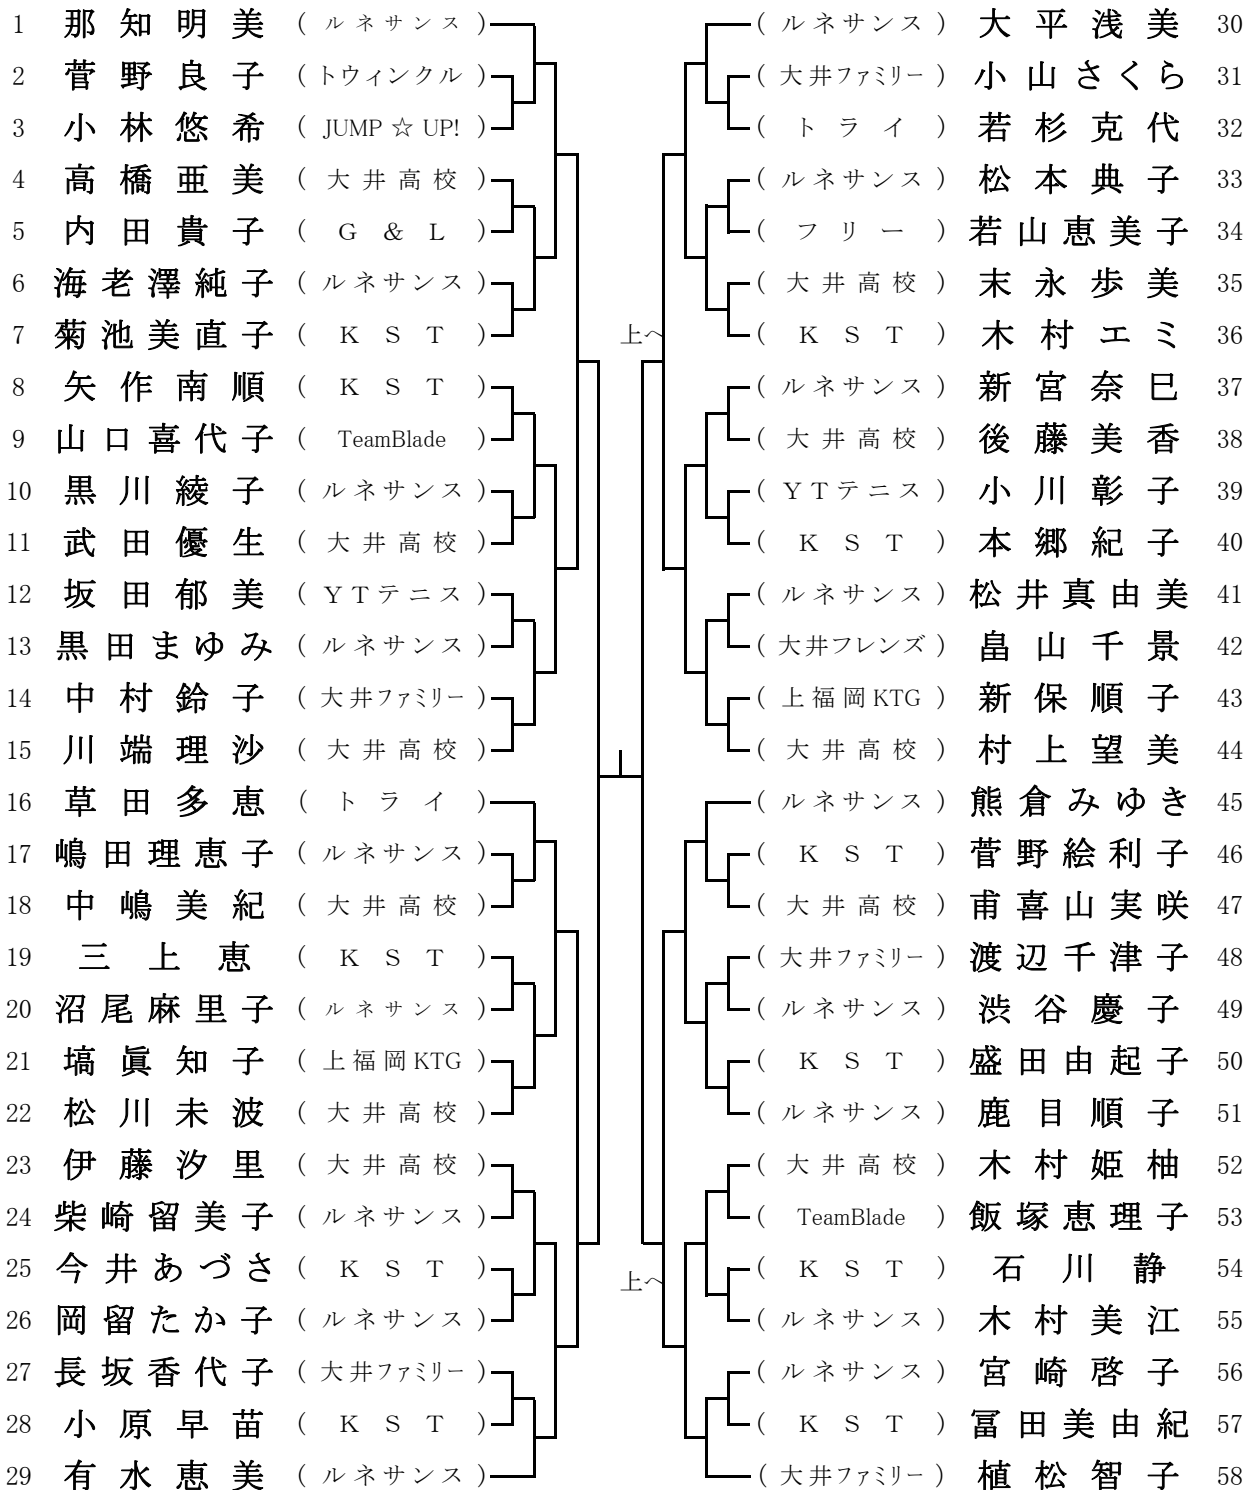 1 那知明美 (ルネサンス)
2 菅野良子 (トウィンクル)
3 小林悠希 (JUMP☆UP!)
4 高橋亜美 (大井高校)
5 内田貴子 (G&L)
6 海老澤純子 (ルネサンス)
7 菊池美直子 (KST)
8 矢作南順 (KST)
9 山口喜代子 (TeamBlade)
10 黒川綾子 (ルネサンス)
11 武田優生 (大井高校)
12 坂田郁美 (YTテニス)
13 黒田まゆみ (ルネサンス)
14 中村鈴子 (大井ファミリー)
15 川端理沙 (大井高校)
16 草田多恵 (トライ)
17 嶋田理恵子 (ルネサンス)
18 中嶋美紀 (大井高校)
19 三上恵 (KST)
20 沼尾麻里子 (ルネサンス)
21 塙眞知子 (上福岡KTG)
22 松川未波 (大井高校)
23 伊藤汐里 (大井高校)
24 柴崎留美子 (ルネサンス)
25 今井あづさ (KST)
26 岡留たか子 (ルネサンス)
27 長坂香代子 (大井ファミリー)
28 小原早苗 (KST)
29 有水恵美 (ルネサンス)
上へ
上へ
(ルネサンス) 大平浅美 30
(大井ファミリー) 小山さくら 31
(トライ) 若杉克代 32
(ルネサンス) 松本典子 33
(フリー) 若山恵美子 34
(大井高校) 末永歩美 35
(KST) 木村エミ 36
(ルネサンス) 新宮奈巳 37
(大井高校) 後藤美香 38
(YTテニス) 小川彰子 39
(KST) 本郷紀子 40
(ルネサンス) 松井真由美 41
(大井フレンズ) 畠山千景 42
(上福岡KTG) 新保順子 43
(大井高校) 村上望美 44
(ルネサンス) 熊倉みゆき 45
(KST) 菅野絵利子 46
(大井高校) 甫喜山実咲 47
(大井ファミリー) 渡辺千津子 48
(ルネサンス) 渋谷慶子 49
(KST) 盛田由起子 50
(ルネサンス) 鹿目順子 51
(大井高校) 木村姫柚 52
(TeamBlade) 飯塚恵理子 53
(KST) 石川静 54
(ルネサンス) 木村美江 55
(ルネサンス) 宮崎啓子 56
(KST) 冨田美由紀 57
(大井ファミリー) 植松智子 58